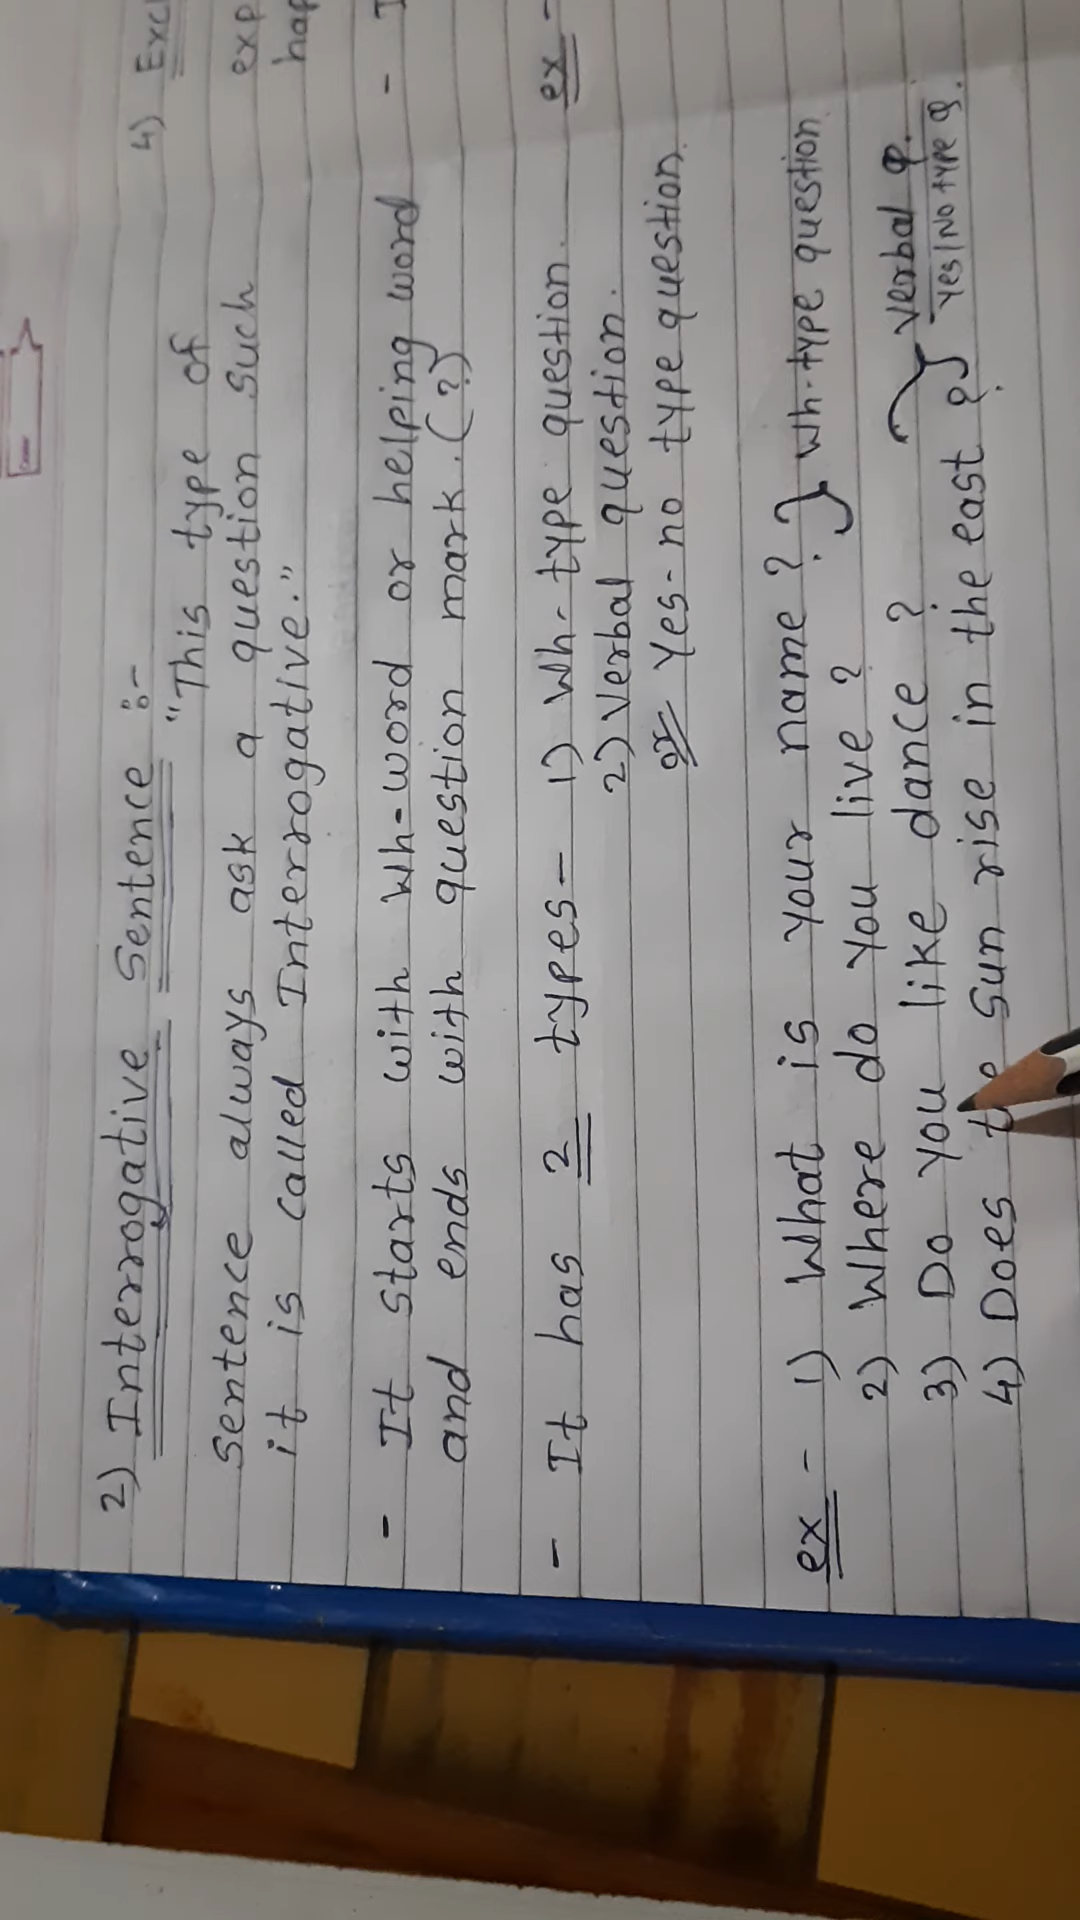 2) Interrogative Sentence :-
"This type of
Sentence always ask a question such
it is called Interrogative."
- It starts with Wh-word or helping word
and ends with question mark. (?)
- It has 2 types - 1) Wh-type question.
2) Verbal question.
or Yes-no type question.
ex - 1) What is your name ? } Wh-type question
2) Where do you live ?
3) Do you like dance ? } verbal q.
4) Does the sun rise in the east ? } Yes/No type q.
4) Excl
exp
hap
- I
ex -